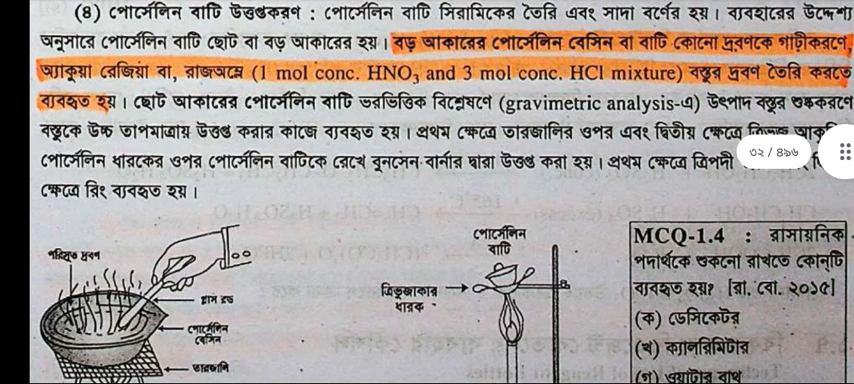 (8) পোর্সেলিন বাটি উত্তপ্তকরণ : পোর্সেলিন বাটি সিরামিকের তৈরি এবং সাদা বর্ণের হয়। ব্যবহারের উদ্দেশ্য
অনুসারে পোর্সেলিন বাটি ছোট বা বড় আকারের হয়। বড় আকারের পোর্সেলিন বেসিন বা বাটি কোনো দ্রবণকে গাঢ়ীকরণে,
অ্যাকুয়া রেজিয়া বা, রাজঅম্লে (1 mol conc. HNO₃ and 3 mol conc. HCl mixture) বস্তুর দ্রবণ তৈরি করতে
ব্যবহৃত হয়। ছোট আকারের পোর্সেলিন বাটি ভরভিত্তিক বিশ্লেষণে (gravimetric analysis-এ) উৎপাদ বস্তুর শুষ্ককরণে
বস্তুকে উচ্চ তাপমাত্রায় উত্তপ্ত করার কাজে ব্যবহৃত হয়। প্রথম ক্ষেত্রে তারজালির ওপর এবং দ্বিতীয় ক্ষেত্রে
পোর্সেলিন ধারকের ওপর পোর্সেলিন বাটিকে রেখে বুনসেন বার্নার দ্বারা উত্তপ্ত করা হয়। প্রথম ক্ষেত্রে ত্রিপদী
৩২ / ৪৯৬
ক্ষেত্রে রিং ব্যবহৃত হয়।
পরিস্রুত দ্রবণ
গ্লাস রড
পোর্সেলিন
বেসিন
তারজালি
পোর্সেলিন
বাটি
ত্রিভুজাকার
ধারক
MCQ-1.4 : রাসায়নিক
পদার্থকে শুকনো রাখতে কোনটি
ব্যবহৃত হয়? [রা. বো. ২০১৫]
(ক) ডেসিকেটর
(খ) ক্যালরিমিটার
(গ) ওয়াটার বাথ